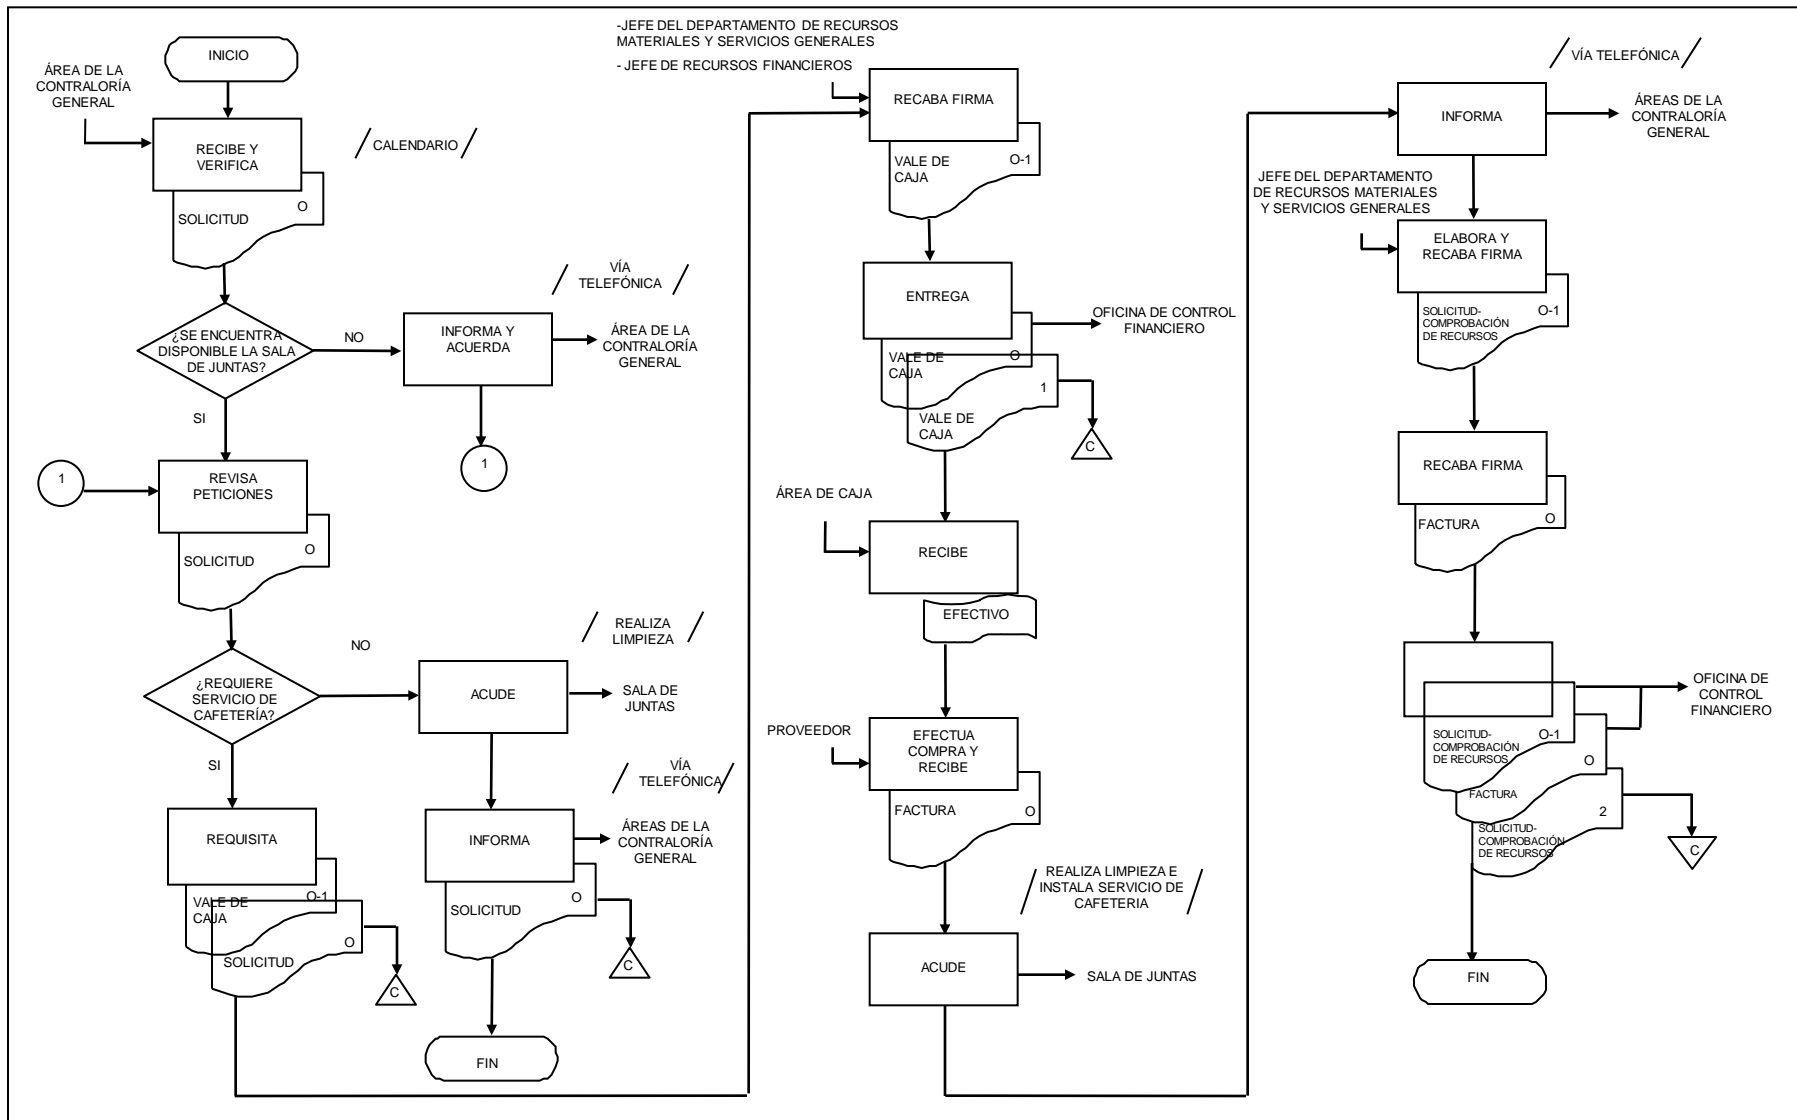 INICIO
ÁREA DE LA
CONTRALORÍA
GENERAL
RECIBE Y
VERIFICA
CALENDARIO
SOLICITUD
O
¿SE ENCUENTRA
DISPONIBLE LA SALA
DE JUNTAS?
NO
SI
VÍA
TELEFÓNICA
INFORMA Y
ACUERDA
ÁREA DE LA
CONTRALORÍA
GENERAL
1
1
REVISA
PETICIONES
SOLICITUD
O
¿REQUIERE
SERVICIO DE
CAFETERÍA?
NO
SI
REALIZA
LIMPIEZA
ACUDE
SALA DE
JUNTAS
VÍA
TELEFÓNICA
INFORMA
ÁREAS DE LA
CONTRALORÍA
GENERAL
SOLICITUD
O
C
FIN
REQUISITA
VALE DE
CAJA
O-1
SOLICITUD
O
C
-JEFE DEL DEPARTAMENTO DE RECURSOS
MATERIALES Y SERVICIOS GENERALES
- JEFE DE RECURSOS FINANCIEROS
RECABA FIRMA
VALE DE
CAJA
O-1
ENTREGA
OFICINA DE CONTROL
FINANCIERO
VALE DE
CAJA
O
VALE DE
CAJA
1
C
ÁREA DE CAJA
RECIBE
EFECTIVO
PROVEEDOR
EFECTUA
COMPRA Y
RECIBE
FACTURA
O
REALIZA LIMPIEZA E
INSTALA SERVICIO DE
CAFETERIA
ACUDE
SALA DE JUNTAS
VÍA TELEFÓNICA
INFORMA
ÁREAS DE LA
CONTRALORÍA
GENERAL
JEFE DEL DEPARTAMENTO
DE RECURSOS MATERIALES
Y SERVICIOS GENERALES
ELABORA Y
RECABA FIRMA
SOLICITUD-
COMPROBACIÓN
DE RECURSOS
O-1
RECABA FIRMA
FACTURA
O
OFICINA DE
CONTROL
FINANCIERO
SOLICITUD-
COMPROBACIÓN
DE RECURSOS
O-1
FACTURA
O
SOLICITUD-
COMPROBACIÓN
DE RECURSOS
2
C
FIN